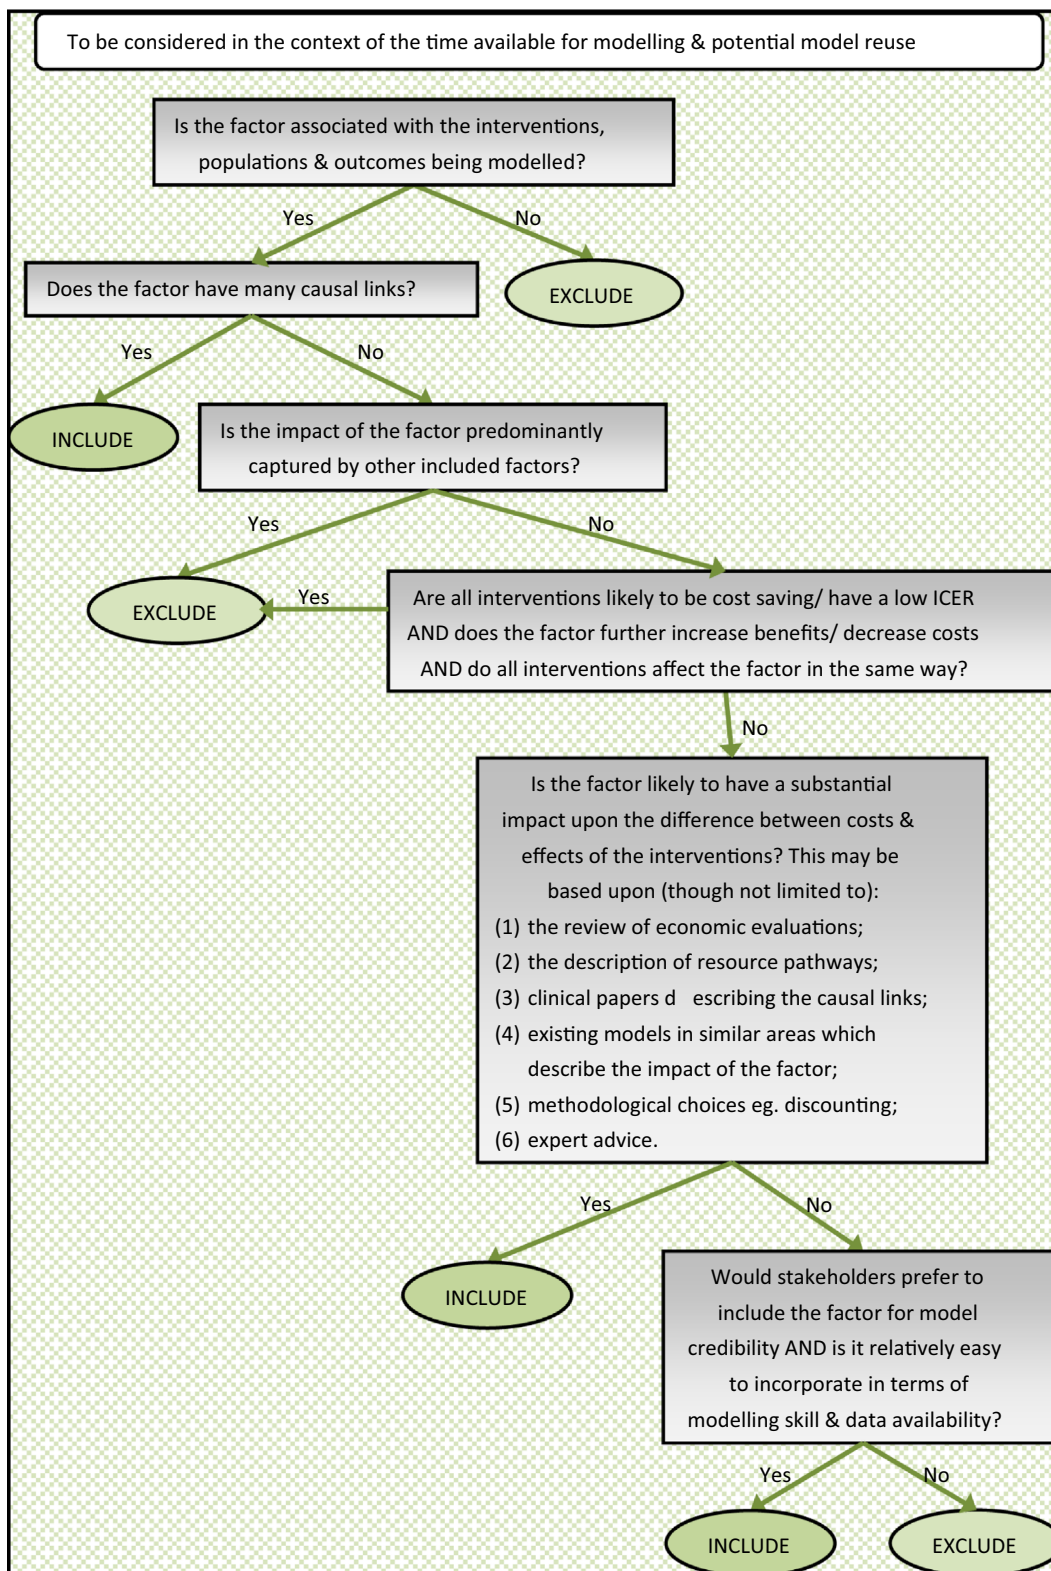 To be considered in the context of the time available for modelling & potential model reuse
Is the factor associated with the interventions,
populations & outcomes being modelled?
Yes
No
Does the factor have many causal links?
EXCLUDE
Yes
No
INCLUDE
Is the impact of the factor predominantly
captured by other included factors?
Yes
No
EXCLUDE
Yes
Are all interventions likely to be cost saving/ have a low ICER
AND does the factor further increase benefits/ decrease costs
AND do all interventions affect the factor in the same way?
No
Is the factor likely to have a substantial
impact upon the difference between costs &
effects of the interventions? This may be
based upon (though not limited to):
(1) the review of economic evaluations;
(2) the description of resource pathways;
(3) clinical papers d escribing the causal links;
(4) existing models in similar areas which
describe the impact of the factor;
(5) methodological choices eg. discounting;
(6) expert advice.
Yes
No
INCLUDE
Would stakeholders prefer to
include the factor for model
credibility AND is it relatively easy
to incorporate in terms of
modelling skill & data availability?
Yes
No
INCLUDE
EXCLUDE